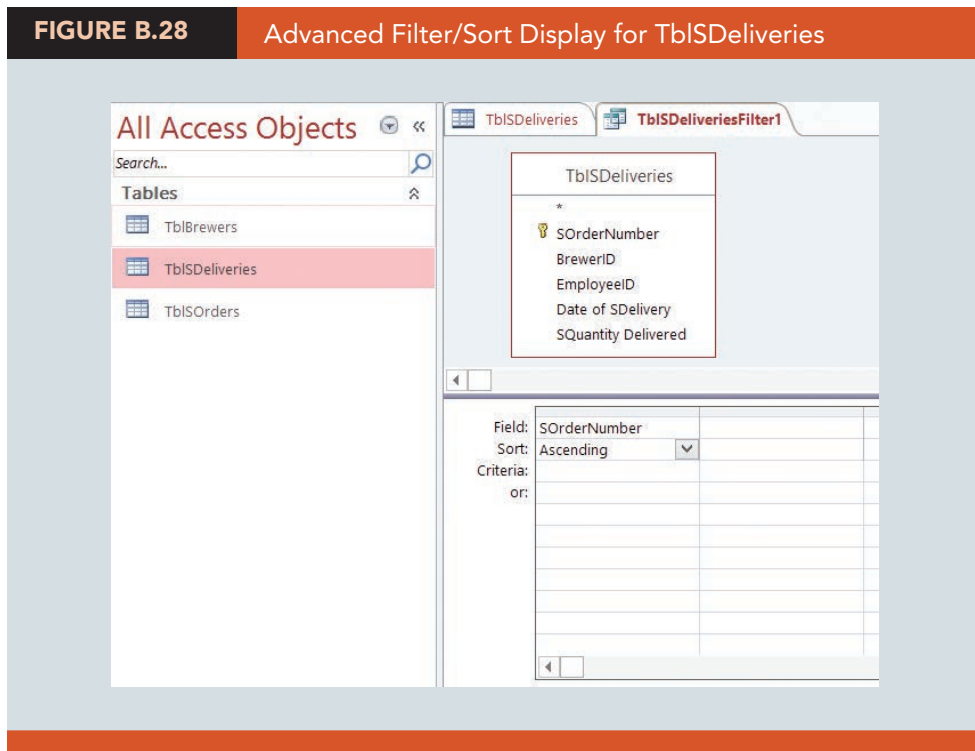 FIGURE B.28
Advanced Filter/Sort Display for TblSDeliveries
All Access Objects
Search...
Tables
TblBrewers
TblSDeliveries
TblSOrders
TblSDeliveries
TblSDeliveriesFilter1
TblSDeliveries
*
SOrderNumber
BrewerID
EmployeeID
Date of SDelivery
SQuantity Delivered
Field: SOrderNumber
Sort: Ascending
Criteria:
or: